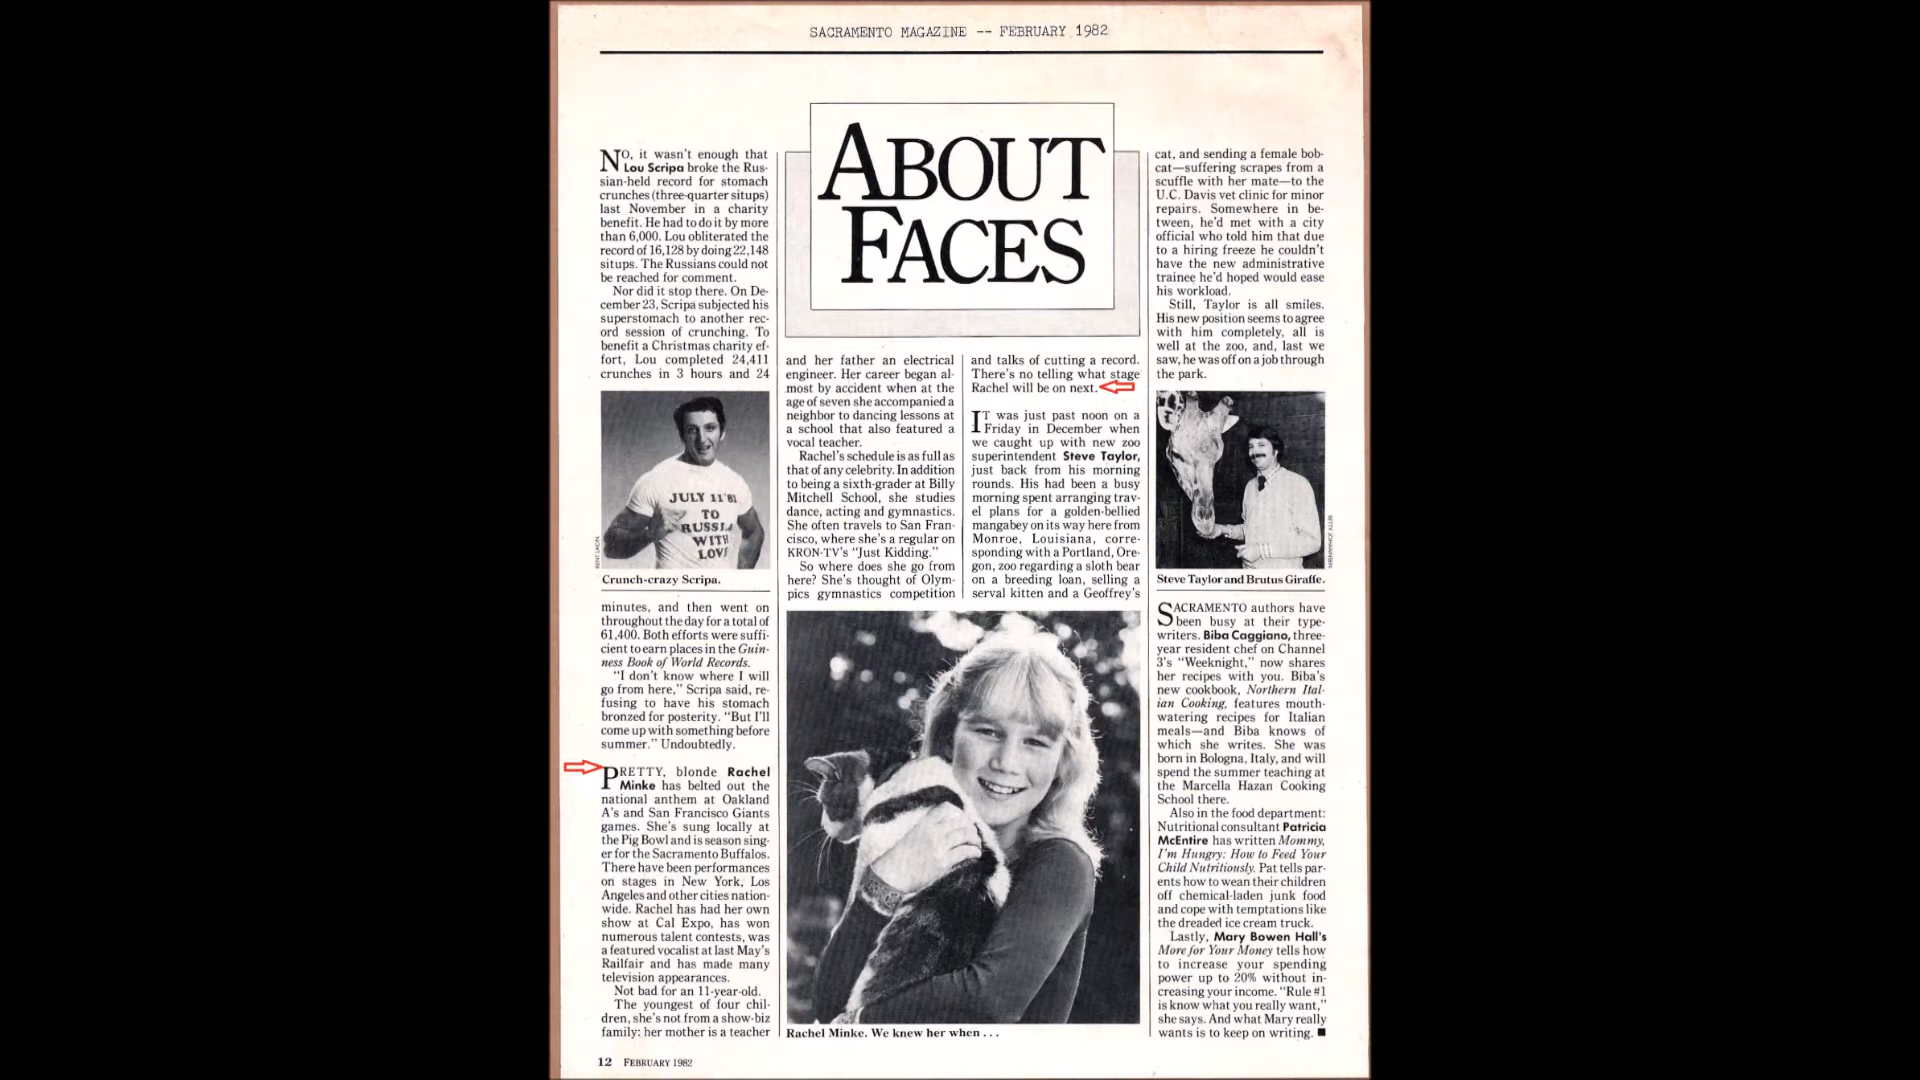 SACRAMENTO MAGAZINE -- FEBRUARY 1982
ABOUT
FACES
NO, it wasn't enough that
Lou Scripa broke the Rus-
sian-held record for stomach
crunches (three-quarter situps)
last November in a charity
benefit. He had to do it by more
than 6,000. Lou obliterated the
record of 16,128 by doing 22,148
situps. The Russians could not
be reached for comment.
Nor did it stop there. On De-
cember 23, Scripa subjected his
superstomach to another rec-
ord session of crunching. To
benefit a Christmas charity ef-
fort, Lou completed 24,411
crunches in 3 hours and 24
JULY 11 '81
TO
RUSSIA
WITH
LOVE
KENT LACIN
Crunch-crazy Scripa.
minutes, and then went on
throughout the day for a total of
61,400. Both efforts were suffi-
cient to earn places in the Guin-
ness Book of World Records.
"I don't know where I will
go from here," Scripa said, re-
fusing to have his stomach
bronzed for posterity. "But I'll
come up with something before
summer." Undoubtedly.
PRETTY, blonde Rachel
Minke has belted out the
national anthem at Oakland
A's and San Francisco Giants
games. She's sung locally at
the Pig Bowl and is season sing-
er for the Sacramento Buffalos.
There have been performances
on stages in New York, Los
Angeles and other cities nation-
wide. Rachel has had her own
show at Cal Expo, has won
numerous talent contests, was
a featured vocalist at last May's
Railfair and has made many
television appearances.
Not bad for an 11-year-old.
The youngest of four chil-
dren, she's not from a show-biz
family: her mother is a teacher
and her father an electrical
engineer. Her career began al-
most by accident when at the
age of seven she accompanied a
neighbor to dancing lessons at
a school that also featured a
vocal teacher.
Rachel's schedule is as full as
that of any celebrity. In addition
to being a sixth-grader at Billy
Mitchell School, she studies
dance, acting and gymnastics.
She often travels to San Fran-
cisco, where she's a regular on
KRON-TV's "Just Kidding."
So where does she go from
here? She's thought of Olym-
pics gymnastics competition
and talks of cutting a record.
There's no telling what stage
Rachel will be on next.
IT was just past noon on a
Friday in December when
we caught up with new zoo
superintendent Steve Taylor,
just back from his morning
rounds. His had been a busy
morning spent arranging trav-
el plans for a golden-bellied
mangabey on its way here from
Monroe, Louisiana, corre-
sponding with a Portland, Ore-
gon, zoo regarding a sloth bear
on a breeding loan, selling a
serval kitten and a Geoffrey's
Rachel Minke. We knew her when . . .
cat, and sending a female bob-
cat—suffering scrapes from a
scuffle with her mate—to the
U.C. Davis vet clinic for minor
repairs. Somewhere in be-
tween, he'd met with a city
official who told him that due
to a hiring freeze he couldn't
have the new administrative
trainee he'd hoped would ease
his workload.
Still, Taylor is all smiles.
His new position seems to agree
with him completely, all is
well at the zoo, and, last we
saw, he was off on a job through
the park.
Steve Taylor and Brutus Giraffe.
SACRAMENTO authors have
been busy at their type-
writers. Biba Caggiano, three-
year resident chef on Channel
3's "Weeknight," now shares
her recipes with you. Biba's
new cookbook, Northern Ital-
ian Cooking, features mouth-
watering recipes for Italian
meals—and Biba knows of
which she writes. She was
born in Bologna, Italy, and will
spend the summer teaching at
the Marcella Hazan Cooking
School there.
Also in the food department:
Nutritional consultant Patricia
McEntire has written Mommy,
I'm Hungry: How to Feed Your
Child Nutritiously. Pat tells par-
ents how to wean their children
off chemical-laden junk food
and cope with temptations like
the dreaded ice cream truck.
Lastly, Mary Bowen Hall's
More for Your Money tells how
to increase your spending
power up to 20% without in-
creasing your income. "Rule #1
is know what you really want,"
she says. And what Mary really
wants is to keep on writing.
12 FEBRUARY 1982